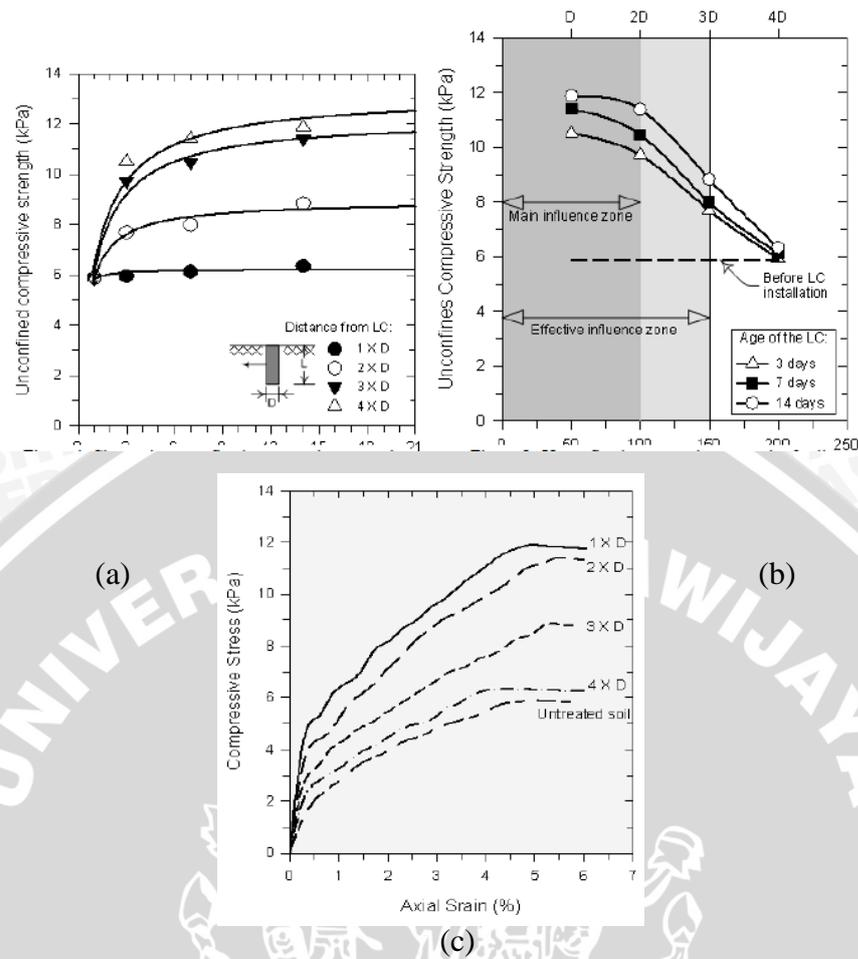 D 2D 3D 4D
14
12
10
8
6
4
2
0
Unconfined compressive strength (kPa)
Distance from LC:
1 X D
2 X D
3 X D
4 X D
L
D
21
14
12
10
8
6
4
2
0
Unconfines Compressive Strength (kPa)
Main influence zone
Before LC
installation
Effective influence zone
Age of the LC:
3 days
7 days
14 days
0 50 100 150 200 250
(a)
(b)
UNIVER
AWIJAYA
14
12
10
8
6
4
2
0
Compressive Stress (kPa)
1 X D
2 X D
3 X D
4 X D
Untreated soil
0 1 2 3 4 5 6 7
Axial Srain (%)
(c)